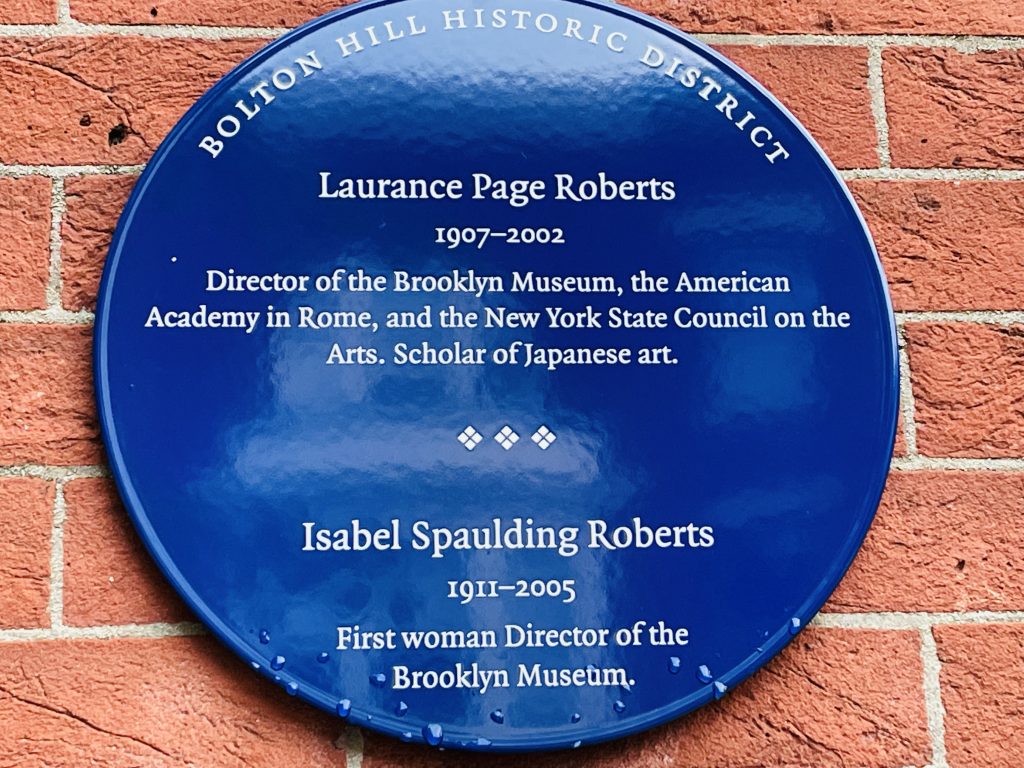 BOLTON HILL HISTORIC DISTRICT
Laurance Page Roberts
1907–2002
Director of the Brooklyn Museum, the American
Academy in Rome, and the New York State Council on the
Arts. Scholar of Japanese art.
Isabel Spaulding Roberts
1911–2005
First woman Director of the
Brooklyn Museum.